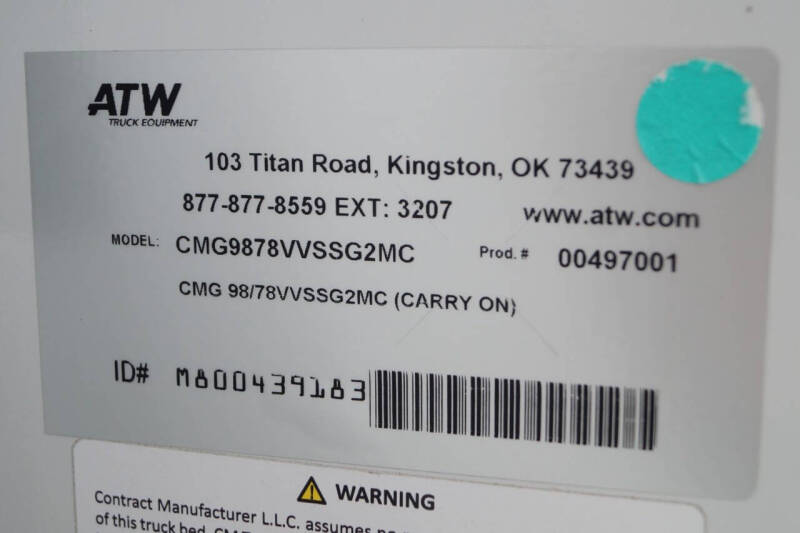 ATW
TRUCK EQUIPMENT
103 Titan Road, Kingston, OK 73439
877-877-8559 EXT: 3207 www.atw.com
MODEL: CMG9878VVSSG2MC Prod. # 00497001
CMG 98/78VVSSG2MC (CARRY ON)
ID# M800439183
WARNING
Contract Manufacturer L.L.C. assumes
of this truck bed.